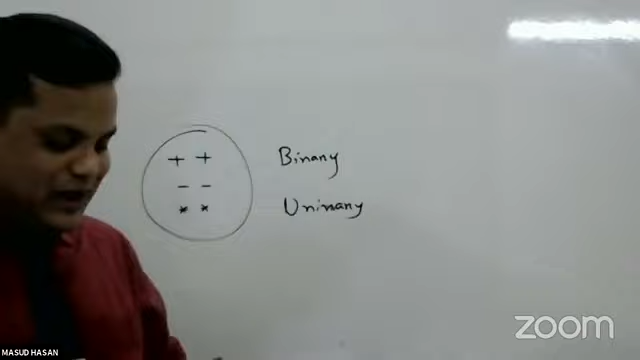 + + Binary
- -
* * Uninary
MASUD HASAN
zoom